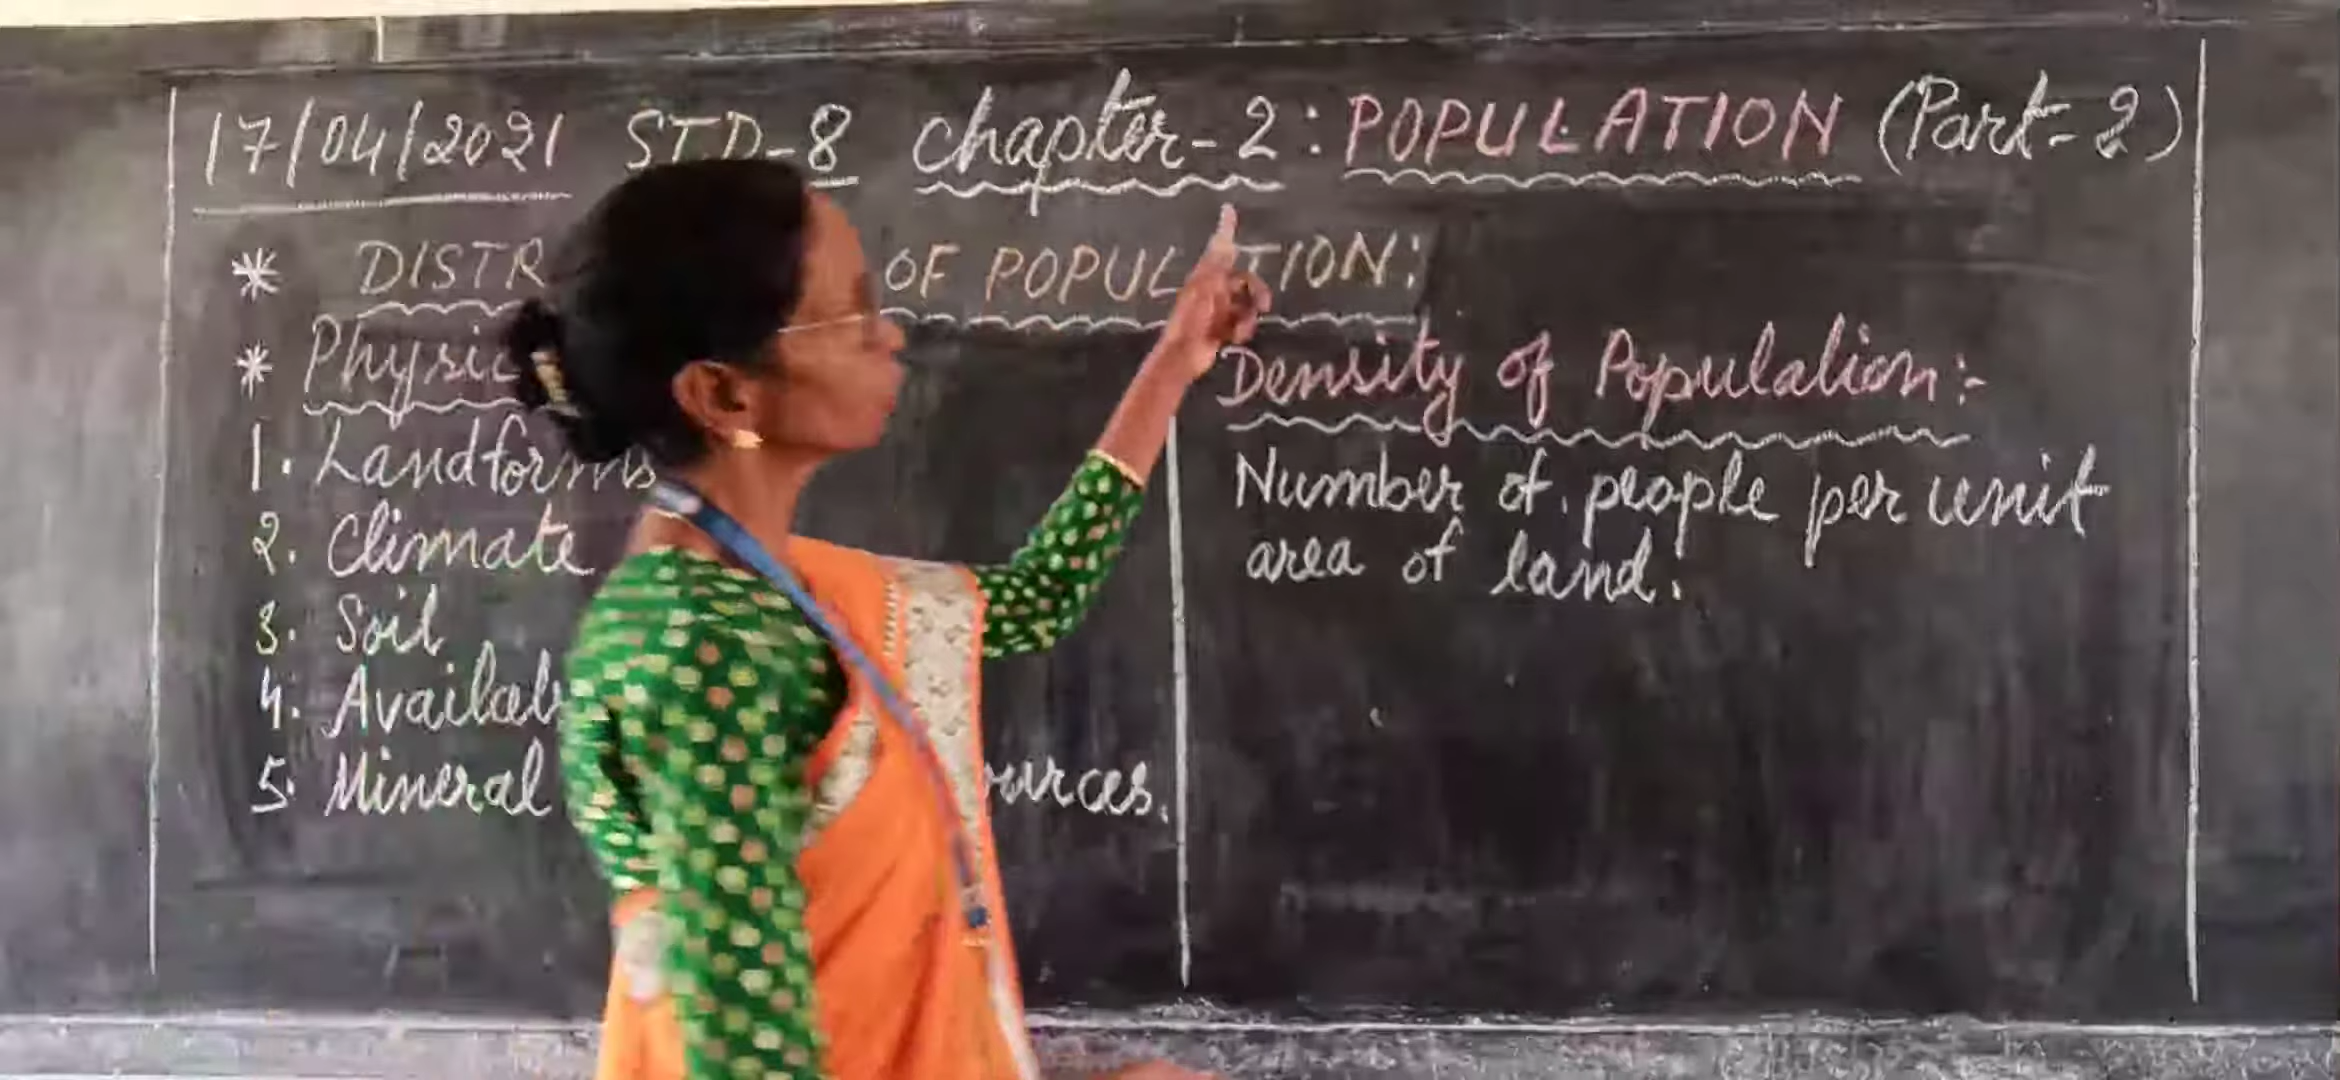 17/04/2021 STD-8 chapter-2: POPULATION (Part-2)
* DISTR OF POPULATION:
* Physic
1. Landforms
2. Climate
3. Soil
4. Availab
5. Mineral ources.
Density of Population:-
Number of people per unit
area of land.